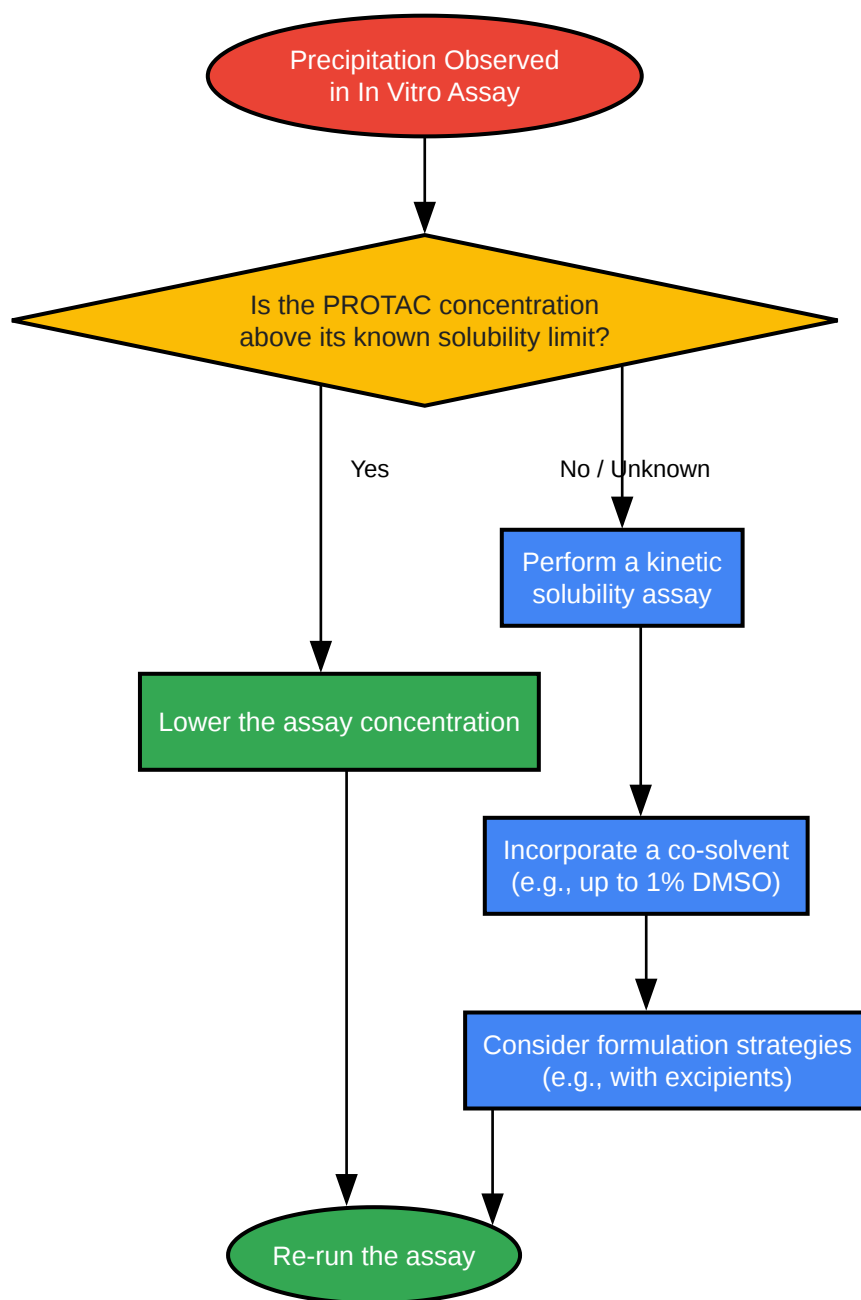 Precipitation Observed
in In Vitro Assay
Is the PROTAC concentration
above its known solubility limit?
Yes
No / Unknown
Perform a kinetic
solubility assay
Lower the assay concentration
Incorporate a co-solvent
(e.g., up to 1% DMSO)
Consider formulation strategies
(e.g., with excipients)
Re-run the assay